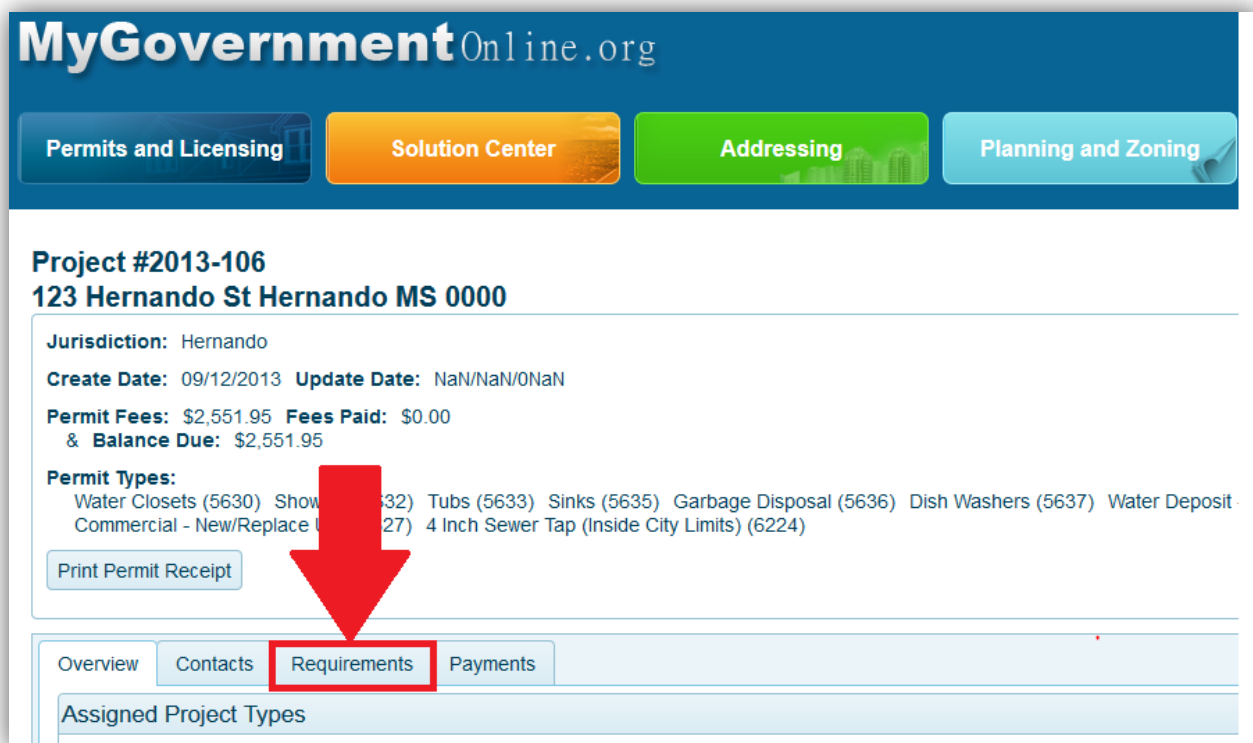 MyGovernmentOnline.org
Permits and Licensing Solution Center Addressing Planning and Zoning
Project #2013-106
123 Hernando St Hernando MS 0000
Jurisdiction: Hernando
Create Date: 09/12/2013 Update Date: NaN/NaN/0NaN
Permit Fees: $2,551.95 Fees Paid: $0.00
& Balance Due: $2,551.95
Permit Types:
Water Closets (5630) Tubs (5633) Sinks (5635) Garbage Disposal (5636) Dish Washers (5637) Water Deposit -
Commercial - New/Replace 4 Inch Sewer Tap (Inside City Limits) (6224)
Print Permit Receipt
Overview Contacts Requirements Payments
Assigned Project Types